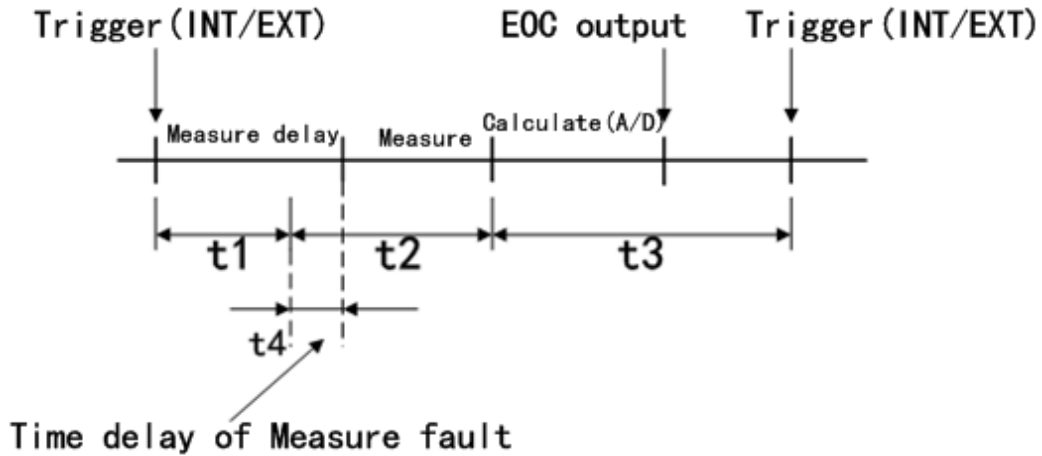 Trigger(INT/EXT) EOC output Trigger(INT/EXT)
Measure delay Measure Calculate(A/D)
t1 t2 t3
t4
Time delay of Measure fault